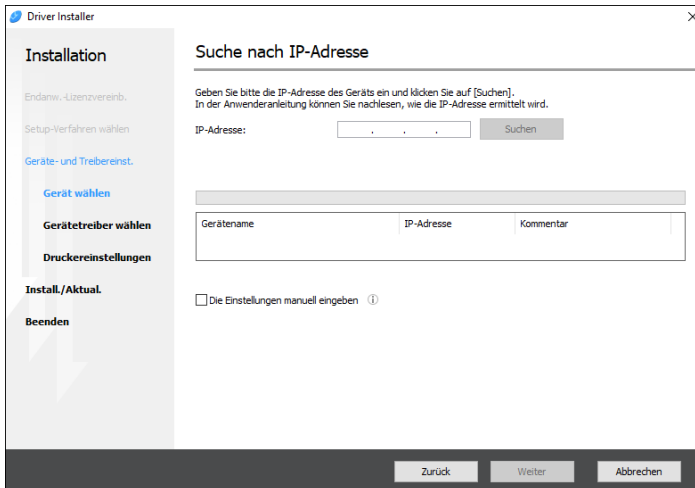 Driver Installer
Installation
Endanw.-Lizenzvereinb.
Setup-Verfahren wählen
Geräte- und Treibereinst.
Gerät wählen
Gerätetreiber wählen
Druckereinstellungen
Install./Aktual.
Beenden
Suche nach IP-Adresse
Geben Sie bitte die IP-Adresse des Geräts ein und klicken Sie auf [Suchen].
In der Anwenderanleitung können Sie nachlesen, wie die IP-Adresse ermittelt wird.
IP-Adresse: . . . Suchen
Gerätename IP-Adresse Kommentar
Die Einstellungen manuell eingeben
Zurück Weiter Abbrechen